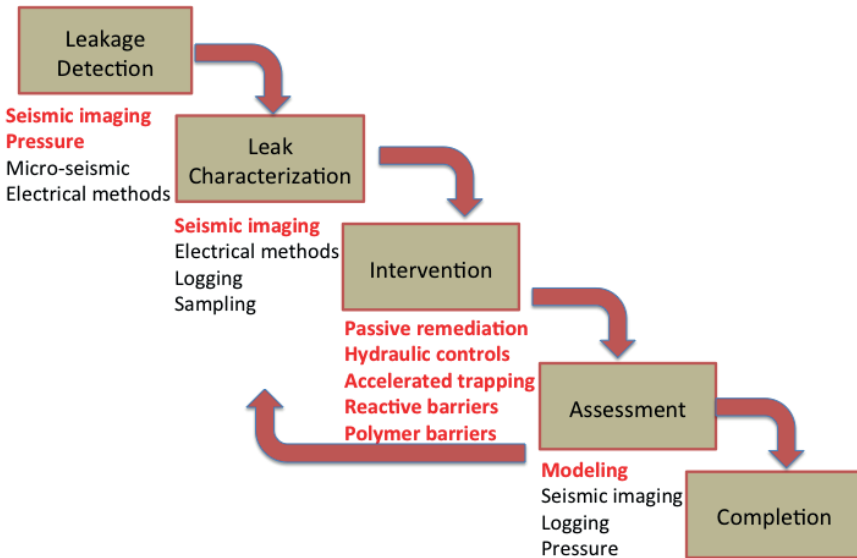 Leakage
Detection
Seismic imaging
Pressure
Micro-seismic
Electrical methods
Leak
Characterization
Seismic imaging
Electrical methods
Logging
Sampling
Intervention
Passive remediation
Hydraulic controls
Accelerated trapping
Reactive barriers
Polymer barriers
Assessment
Modeling
Seismic imaging
Logging
Pressure
Completion